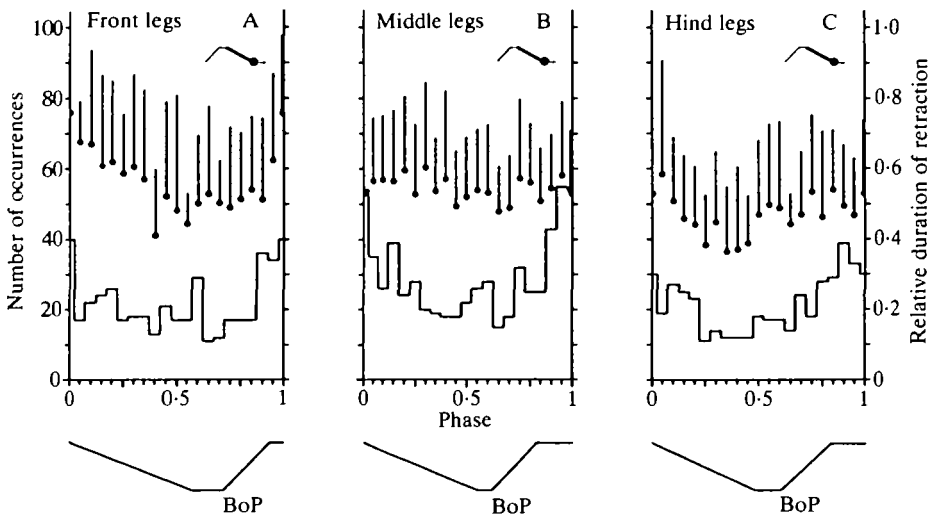 Front legs A
Middle legs B
Hind legs C
Number of occurrences
100
80
60
40
20
0
Relative duration of retraction
1·0
0·8
0·6
0·4
0·2
0
0 0·5 1
0 0·5 1
0 0·5 1
Phase
BoP
BoP
BoP